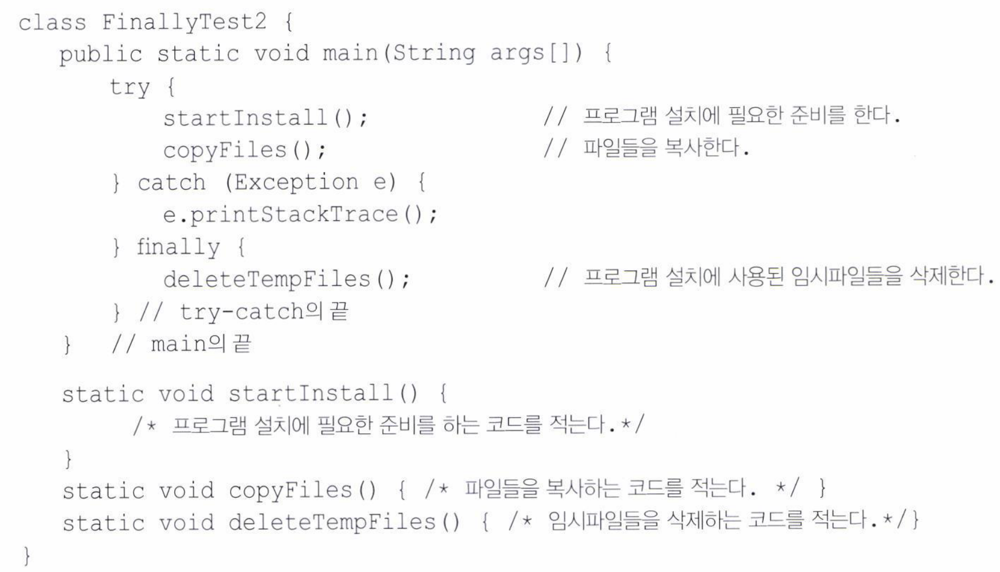 class FinallyTest2 {
public static void main(String args[]) {
try {
startInstall(); // 프로그램 설치에 필요한 준비를 한다.
copyFiles(); // 파일들을 복사한다.
} catch (Exception e) {
e.printStackTrace();
} finally {
deleteTempFiles(); // 프로그램 설치에 사용된 임시파일들을 삭제한다.
} // try-catch의 끝
} // main의 끝
static void startInstall() {
/* 프로그램 설치에 필요한 준비를 하는 코드를 적는다.*/
}
static void copyFiles() { /* 파일들을 복사하는 코드를 적는다. */ }
static void deleteTempFiles() { /* 임시파일들을 삭제하는 코드를 적는다.*/}
}